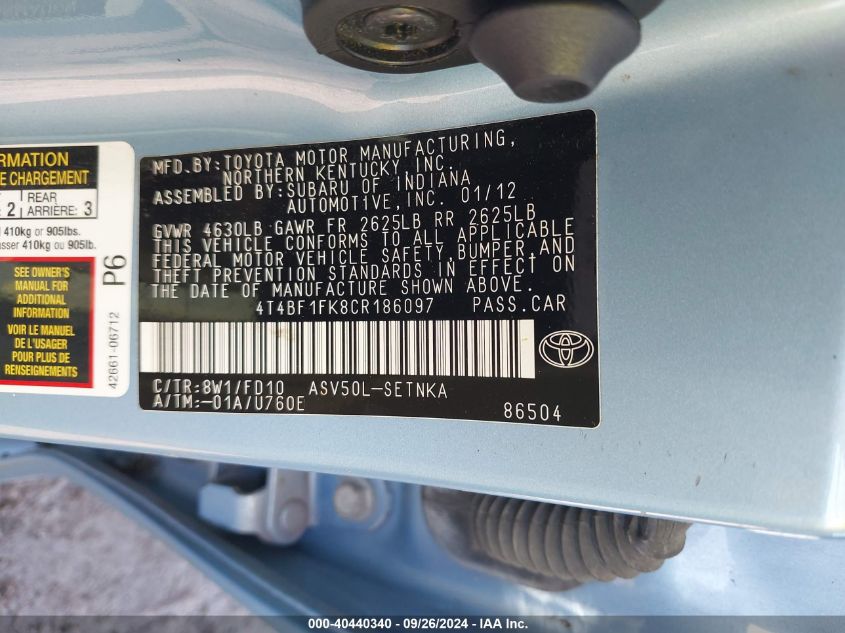 RMATION
E CHARGEMENT
2 REAR
ARRIÈRE: 3
410kg or 905lbs.
sser 410kg ou 905lb.
SEE OWNER'S
MANUAL FOR
ADDITIONAL
INFORMATION
VOIR LE MANUEL
DE L'USAGER
POUR PLUS DE
RENSEIGNEMENTS
P6
42661-06712
MFD.BY:TOYOTA MOTOR MANUFACTURING,
NORTHERN KENTUCKY, INC.
ASSEMBLED BY:SUBARU OF INDIANA
AUTOMOTIVE, INC. 01/12
GVWR 4630LB GAWR FR 2625LB RR 2625LB
THIS VEHICLE CONFORMS TO ALL APPLICABLE
FEDERAL MOTOR VEHICLE SAFETY,BUMPER,AND
THEFT PREVENTION STANDARDS IN EFFECT ON
THE DATE OF MANUFACTURE SHOWN ABOVE.
4T4BF1FK8CR186097 PASS.CAR
C/TR:8W1/FD10 ASV50L-SETNKA
A/TM:-01A/U760E
86504
000-40440340 - 09/26/2024 - IAA Inc.